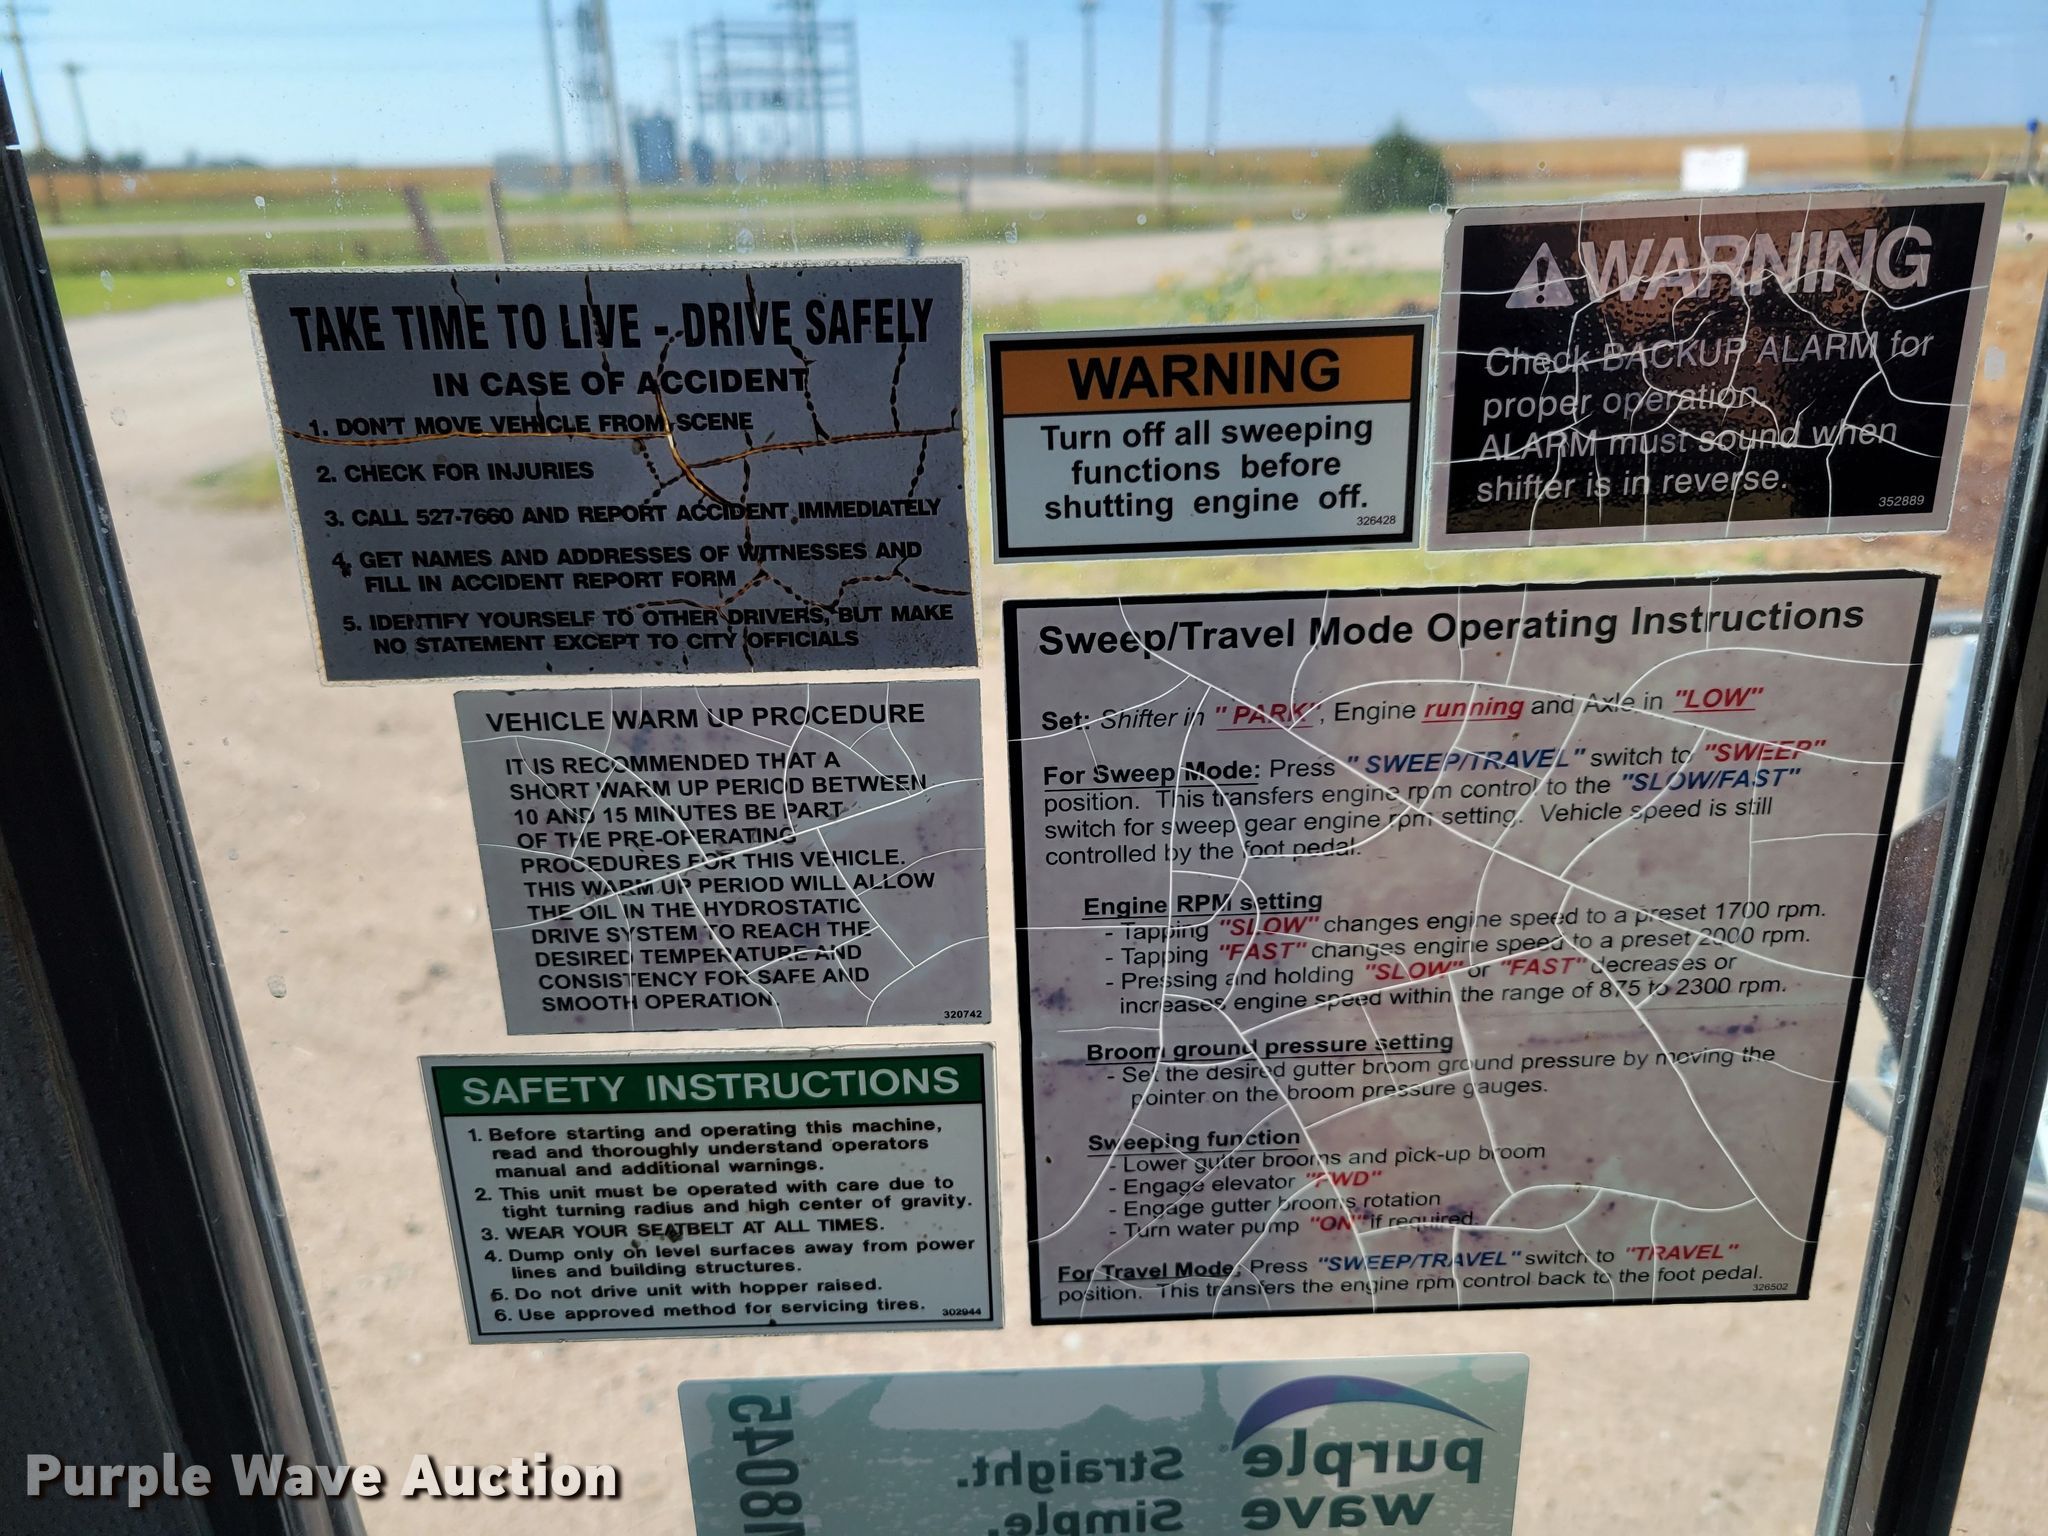 TAKE TIME TO LIVE - DRIVE SAFELY
IN CASE OF ACCIDENT
1. DON'T MOVE VEHICLE FROM SCENE
2. CHECK FOR INJURIES
3. CALL 527-7660 AND REPORT ACCIDENT IMMEDIATELY
4. GET NAMES AND ADDRESSES OF WITNESSES AND
FILL IN ACCIDENT REPORT FORM
5. IDENTIFY YOURSELF TO OTHER DRIVERS, BUT MAKE
NO STATEMENT EXCEPT TO CITY OFFICIALS
WARNING
Turn off all sweeping
functions before
shutting engine off.
326428
WARNING
Check BACKUP ALARM for
proper operation.
ALARM must sound when
shifter is in reverse.
352889
VEHICLE WARM UP PROCEDURE
IT IS RECOMMENDED THAT A
SHORT WARM UP PERIOD BETWEEN
10 AND 15 MINUTES BE PART
OF THE PRE-OPERATING
PROCEDURES FOR THIS VEHICLE.
THIS WARM UP PERIOD WILL ALLOW
THE OIL IN THE HYDROSTATIC
DRIVE SYSTEM TO REACH THE
DESIRED TEMPERATURE AND
CONSISTENCY FOR SAFE AND
SMOOTH OPERATION.
320742
SAFETY INSTRUCTIONS
1. Before starting and operating this machine,
read and thoroughly understand operators
manual and additional warnings.
2. This unit must be operated with care due to
tight turning radius and high center of gravity.
3. WEAR YOUR SEATBELT AT ALL TIMES.
4. Dump only on level surfaces away from power
lines and building structures.
5. Do not drive unit with hopper raised.
6. Use approved method for servicing tires.
302944
Sweep/Travel Mode Operating Instructions
Set: Shifter in " PARK", Engine running and Axle in "LOW"
For Sweep Mode: Press " SWEEP/TRAVEL" switch to "SWEEP"
position. This transfers engine rpm control to the "SLOW/FAST"
switch for sweep gear engine rpm setting. Vehicle speed is still
controlled by the foot pedal.
Engine RPM setting
- Tapping "SLOW" changes engine speed to a preset 1700 rpm.
- Tapping "FAST" changes engine speed to a preset 2000 rpm.
- Pressing and holding "SLOW" or "FAST" decreases or
increases engine speed within the range of 875 to 2300 rpm.
Broom ground pressure setting
- Set the desired gutter broom ground pressure by moving the
pointer on the broom pressure gauges.
Sweeping function
- Lower gutter brooms and pick-up broom
- Engage elevator "FWD"
- Engage gutter brooms rotation
- Turn water pump "ON" if required.
For Travel Mode: Press "SWEEP/TRAVEL" switch to "TRAVEL"
position. This transfers the engine rpm control back to the foot pedal.
326502
purple
wave
Straight.
Simple.
Purple Wave Auction